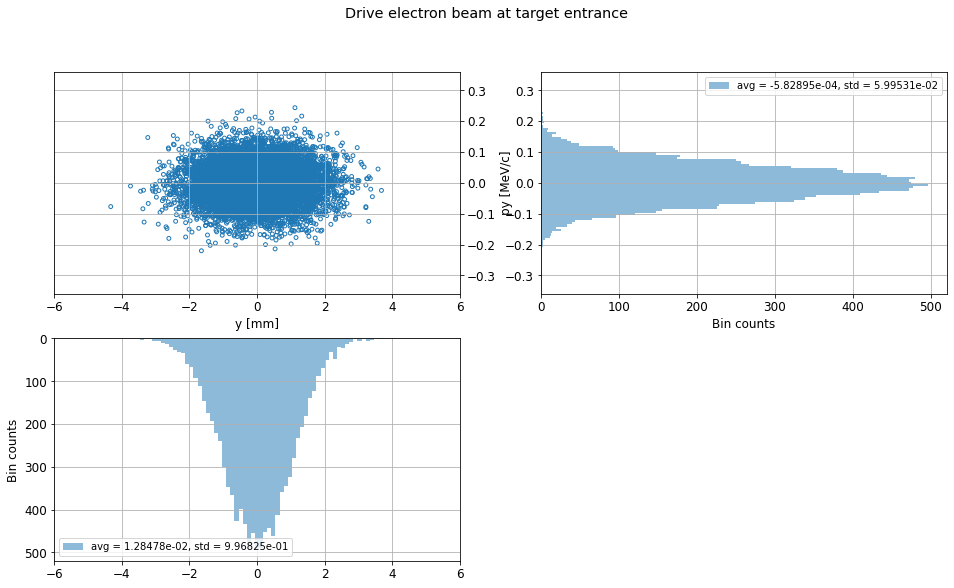 Drive electron beam at target entrance
0.3
0.2
0.1
0.0
−0.1
−0.2
−0.3
−6 −4 −2 0 2 4 6
y [mm]
avg = -5.82895e-04, std = 5.99531e-02
0.3
0.2
0.1
0.0
−0.1
−0.2
−0.3
py [MeV/c]
0 100 200 300 400 500
Bin counts
0
100
200
300
400
500
Bin counts
avg = 1.28478e-02, std = 9.96825e-01
−6 −4 −2 0 2 4 6